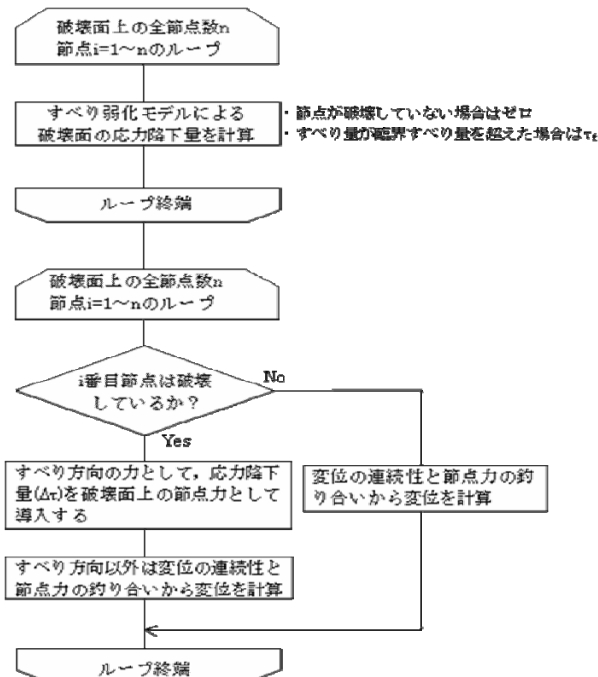 破壊面上の全節点数n
節点i=1～nのループ
すべり弱化モデルによる
破壊面の応力降下量を計算
・節点が破壊していない場合はゼロ
・すべり量が臨界すべり量を超えた場合はτf
ループ終端
破壊面上の全節点数n
節点i=1～nのループ
i番目節点は破壊
しているか？
No
Yes
すべり方向の力として，応力降下
量(Δτ)を破壊面上の節点力として
導入する
変位の連続性と節点力の釣
り合いから変位を計算
すべり方向以外は変位の連続性と
節点力の釣り合いから変位を計算
ループ終端